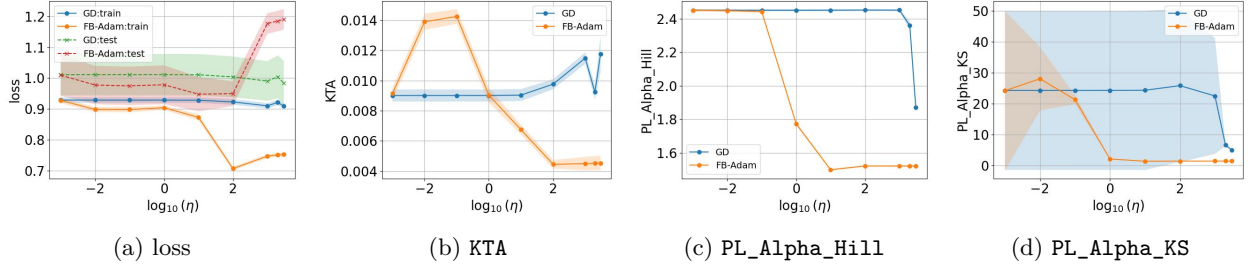 loss
1.2
1.1
1.0
0.9
0.8
0.7
GD:train
FB-Adam:train
GD:test
FB-Adam:test
−2
0
2
log₁₀ (η)
(a) loss
KTA
0.014
0.012
0.010
0.008
0.006
0.004
GD
FB-Adam
−2
0
2
log₁₀ (η)
(b) KTA
PL_Alpha_Hill
2.4
2.2
2.0
1.8
1.6
GD
FB-Adam
−2
0
2
log₁₀ (η)
(c) PL_Alpha_Hill
PL_Alpha_KS
50
40
30
20
10
0
GD
FB-Adam
−2
0
2
log₁₀ (η)
(d) PL_Alpha_KS